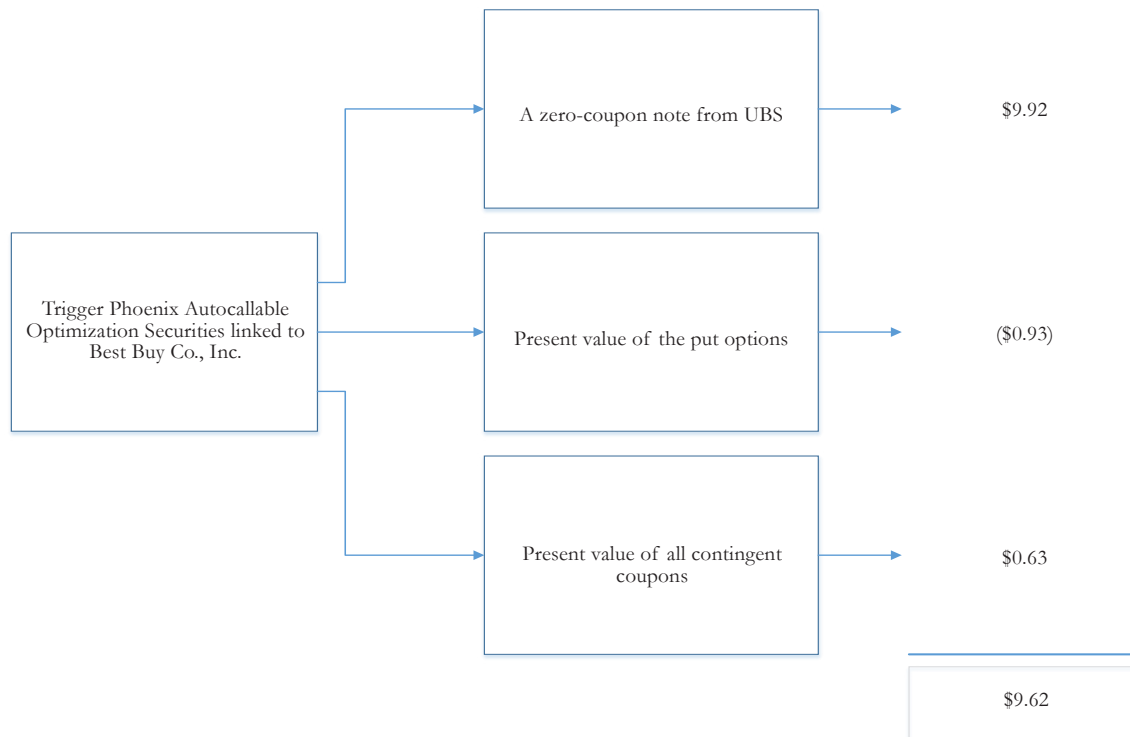 A zero-coupon note from UBS
$9.92
Trigger Phoenix Autocallable
Optimization Securities linked to
Best Buy Co., Inc.
Present value of the put options
($0.93)
Present value of all contingent
coupons
$0.63
$9.62